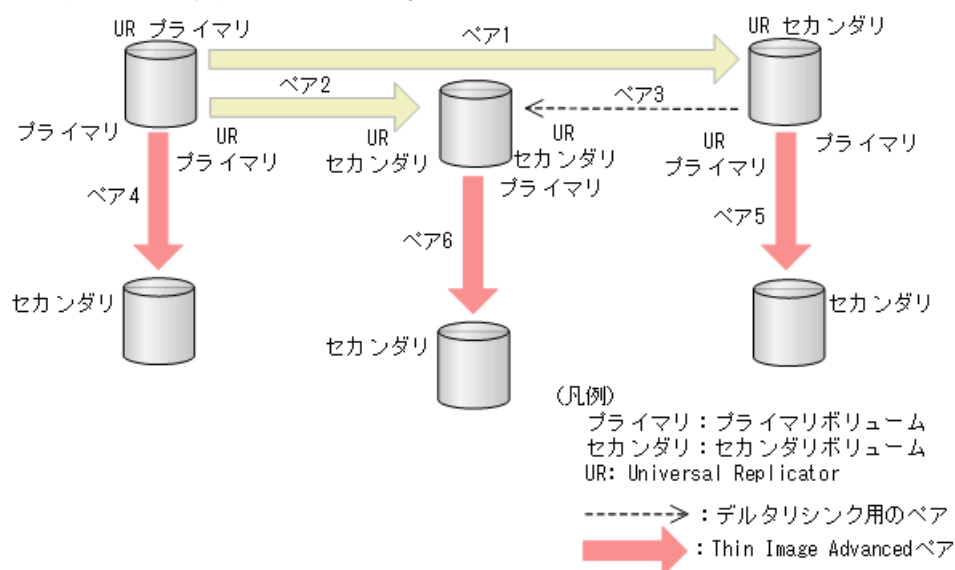 UR プライマリ
ペア1
UR セカンダリ
ペア2
ペア3
プライマリ
UR
プライマリ
UR
セカンダリ
UR
セカンダリ
プライマリ
UR
プライマリ
プライマリ
ペア4
ペア6
ペア5
セカンダリ
セカンダリ
セカンダリ
(凡例)
プライマリ:プライマリボリューム
セカンダリ:セカンダリボリューム
UR: Universal Replicator
:デルタリシンク用のペア
:Thin Image Advancedペア